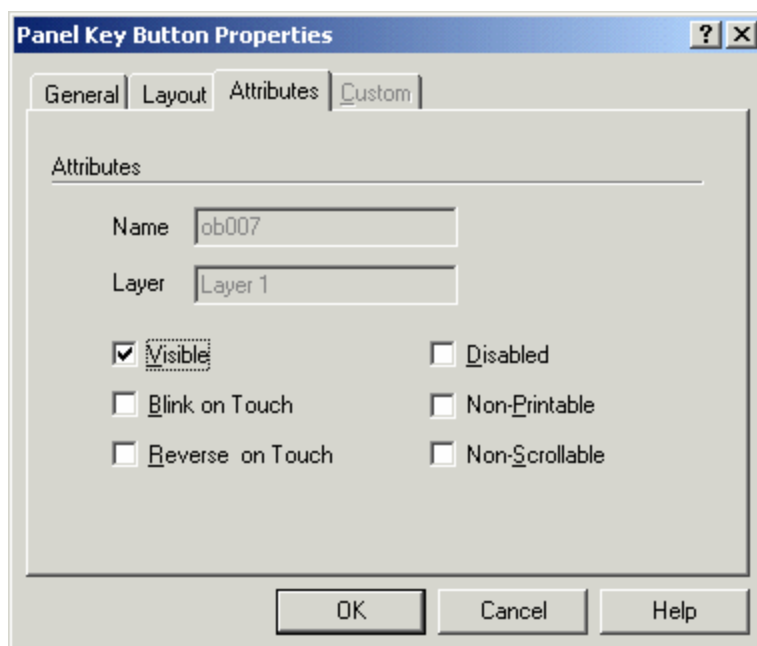 Panel Key Button Properties
General Layout Attributes Custom
Attributes
Name ob007
Layer Layer 1
Visible Disabled
Blink on Touch Non-Printable
Reverse on Touch Non-Scrollable
OK Cancel Help